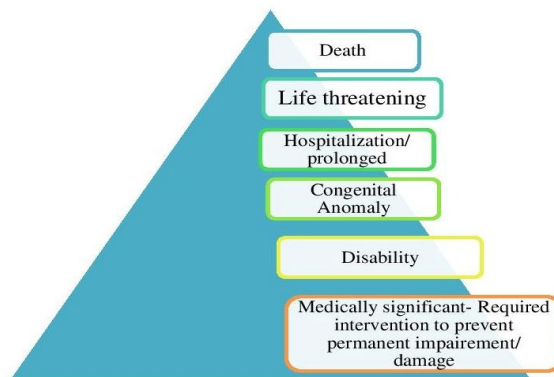 Death
Life threatening
Hospitalization/
prolonged
Congenital
Anomaly
Disability
Medically significant- Required
intervention to prevent
permanent impairement/
damage